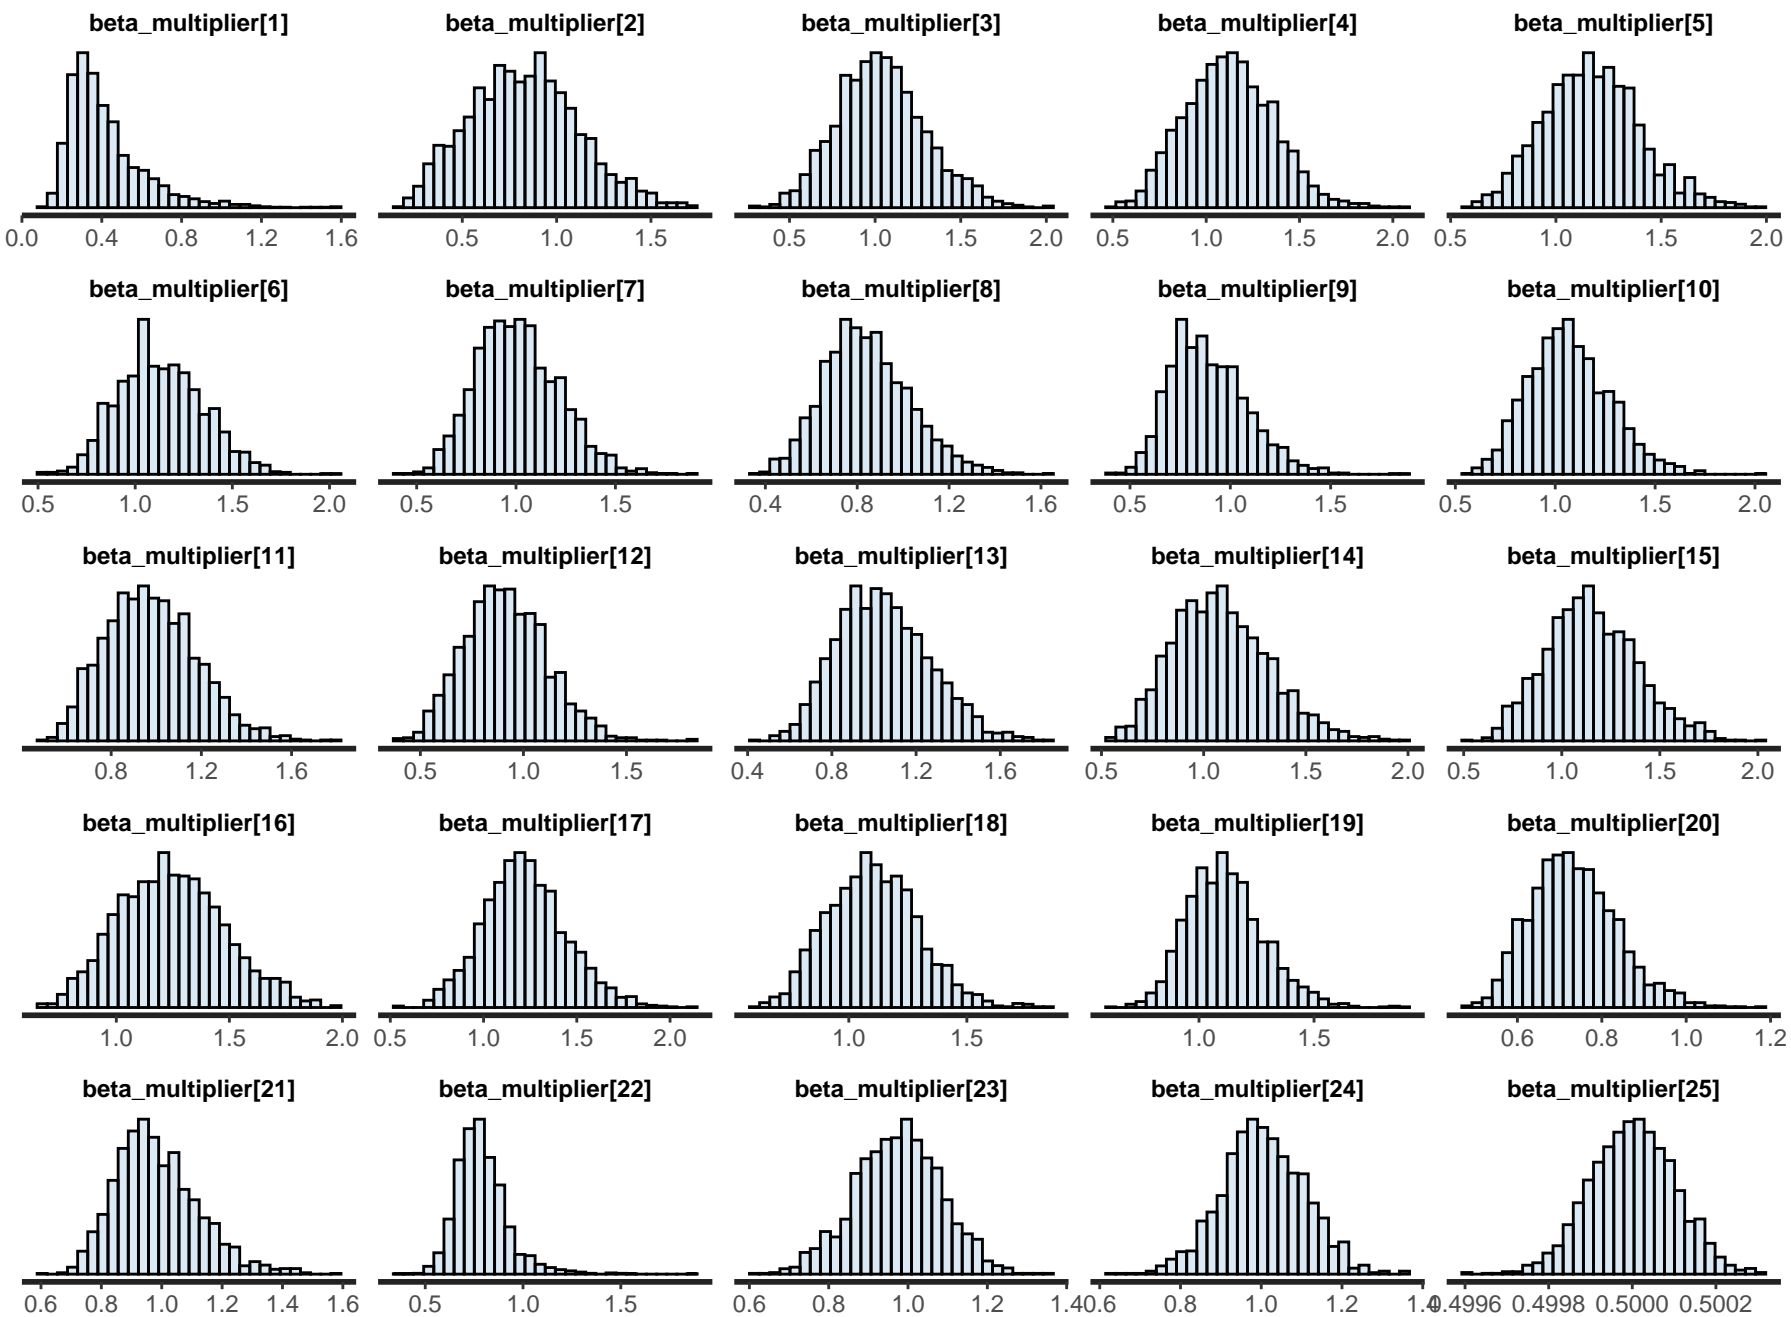 beta_multiplier[1] beta_multiplier[2] beta_multiplier[3] beta_multiplier[4] beta_multiplier[5]
0.0 0.4 0.8 1.2 1.6 0.5 1.0 1.5 0.5 1.0 1.5 2.0 0.5 1.0 1.5 2.0 0.5 1.0 1.5 2.0
beta_multiplier[6] beta_multiplier[7] beta_multiplier[8] beta_multiplier[9] beta_multiplier[10]
0.5 1.0 1.5 2.0 0.5 1.0 1.5 0.4 0.8 1.2 1.6 0.5 1.0 1.5 0.5 1.0 1.5 2.0
beta_multiplier[11] beta_multiplier[12] beta_multiplier[13] beta_multiplier[14] beta_multiplier[15]
0.8 1.2 1.6 0.5 1.0 1.5 0.4 0.8 1.2 1.6 0.5 1.0 1.5 2.0 0.5 1.0 1.5 2.0
beta_multiplier[16] beta_multiplier[17] beta_multiplier[18] beta_multiplier[19] beta_multiplier[20]
1.0 1.5 2.0 0.5 1.0 1.5 2.0 1.0 1.5 1.0 1.5 0.6 0.8 1.0 1.2
beta_multiplier[21] beta_multiplier[22] beta_multiplier[23] beta_multiplier[24] beta_multiplier[25]
0.6 0.8 1.0 1.2 1.4 1.6 0.5 1.0 1.5 0.6 0.8 1.0 1.2 1.4 0.6 0.8 1.0 1.2 1.4 0.4996 0.4998 0.5000 0.5002